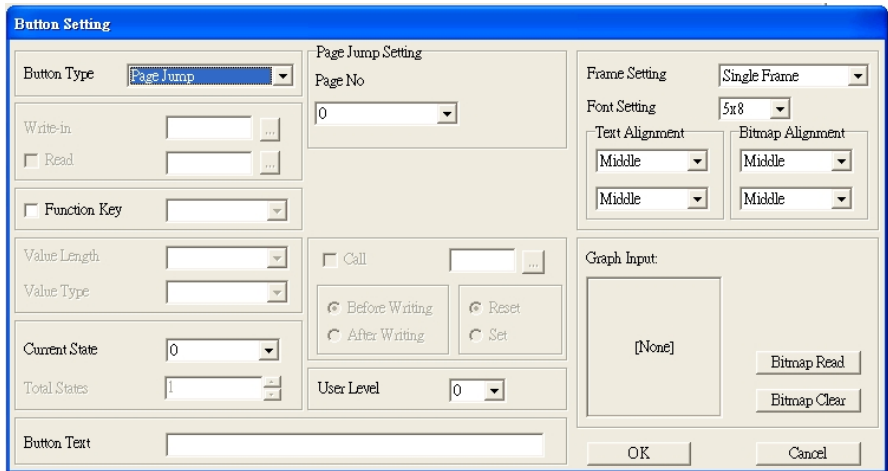 Button Setting
Button Type
Page Jump
Write-in
...
Read
...
Function Key
Value Length
Value Type
Current State
0
Total States
1
Button Text
Page Jump Setting
Page No
0
Call
...
Before Writing
Reset
After Writing
Set
User Level
0
Frame Setting
Single Frame
Font Setting
5x8
Text Alignment
Bitmap Alignment
Middle
Middle
Middle
Middle
Graph Input:
[None]
Bitmap Read
Bitmap Clear
OK
Cancel